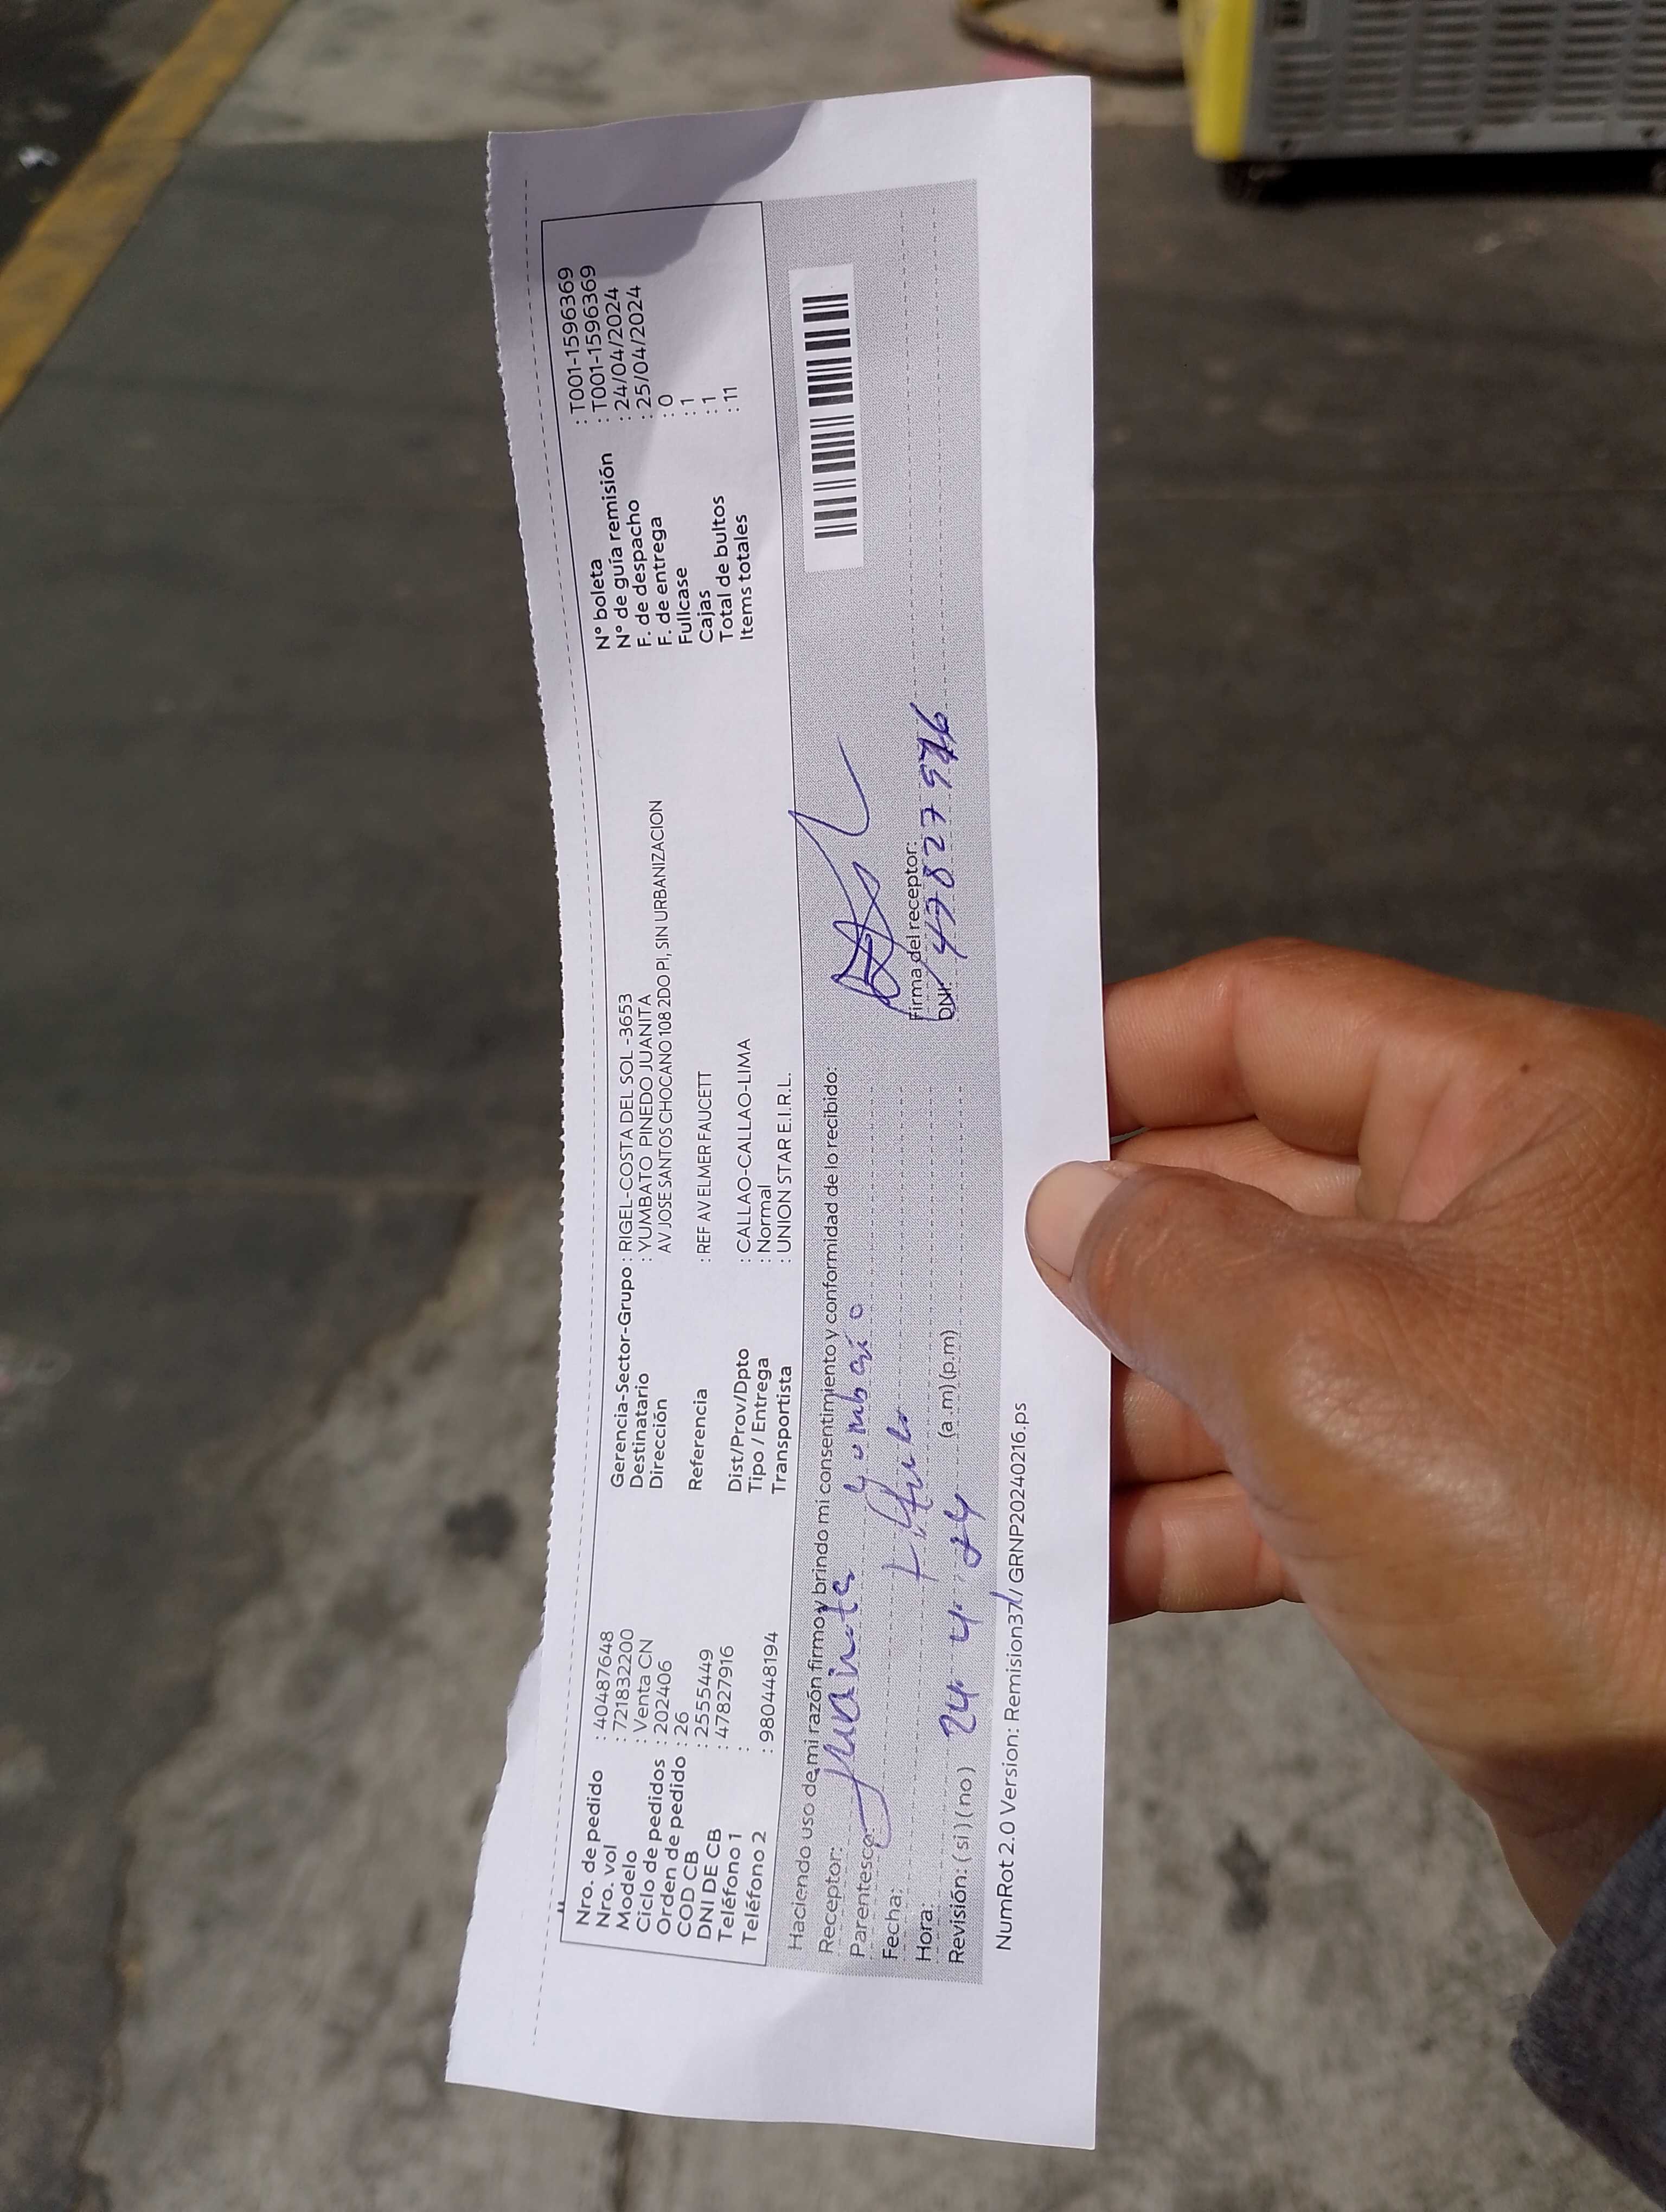 Nro. de pedido : 40487648
Nro. vol : 721832200
Modelo : Venta CN
Ciclo de pedidos : 202406
Orden de pedido : 26
COD CB : 2555449
DNI DE CB : 47827916
Teléfono 1 :
Teléfono 2 : 980448194
Gerencia-Sector-Grupo : RIGEL-COSTA DEL SOL -3653
Destinatario : YUMBATO PINEDO JUANITA
Dirección AV JOSE SANTOS CHOCANO 108 2DO PI, SIN URBANIZACION
Referencia : REF AV ELMER FAUCETT
Dist/Prov/Dpto : CALLAO-CALLAO-LIMA
Tipo / Entrega : Normal
Transportista : UNION STAR E.I.R.L.
N° boleta : T001-1596369
N° de guía remisión : T001-1596369
F. de despacho : 24/04/2024
F. de entrega : 25/04/2024
Fullcase : 0
Cajas : 1
Total de bultos : 1
Items totales : 11
Haciendo uso de mi razón firmo y brindo mi consentimiento y conformidad de lo recibido:
Receptor: Juanita
Parentesco:
Fecha:
Hora: 24 4 24 (a.m) (p.m)
Revisión: (si) (no)
Firma del receptor:
DNI:
NumRot 2.0 Version: Remision37/ GRNP20240216.ps